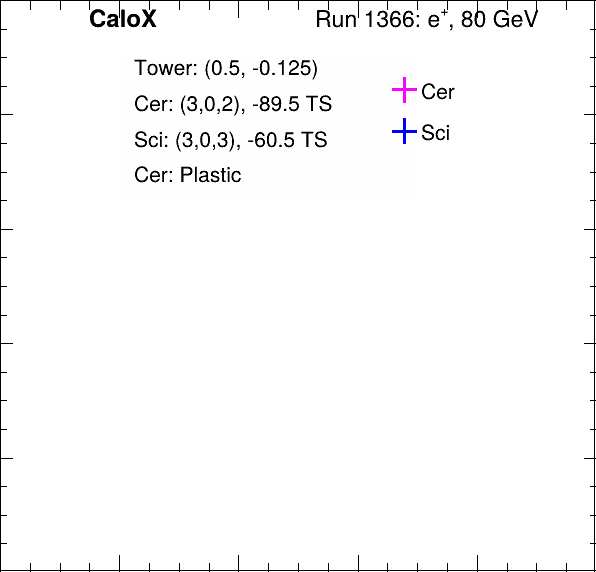 CaloX Run 1366: e+, 80 GeV
Tower: (0.5, -0.125)
Cer: (3,0,2), -89.5 TS
Sci: (3,0,3), -60.5 TS
Cer: Plastic
Cer
Sci